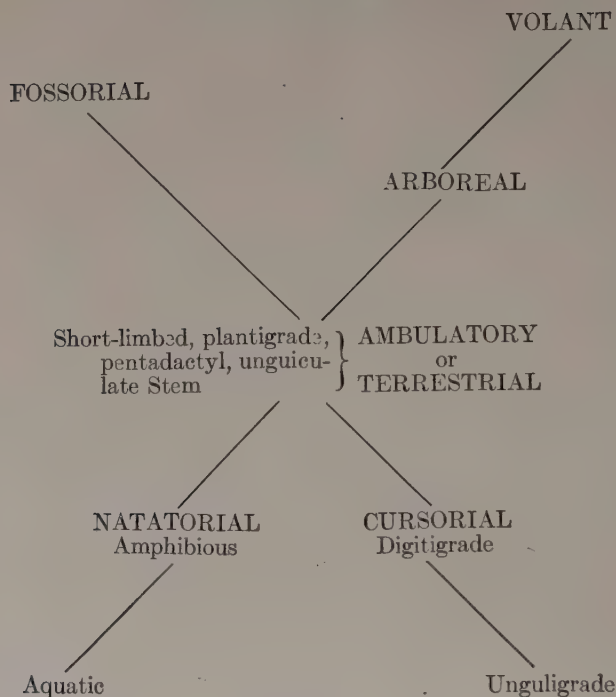 VOLANT
FOSSORIAL
ARBOREAL
Short-limbed, plantigrade,
pentadactyl, unguicu-
late Stem
}
AMBULATORY
or
TERRESTRIAL
NATATORIAL
Amphibious
CURSORIAL
Digitigrade
Aquatic
Unguligrade